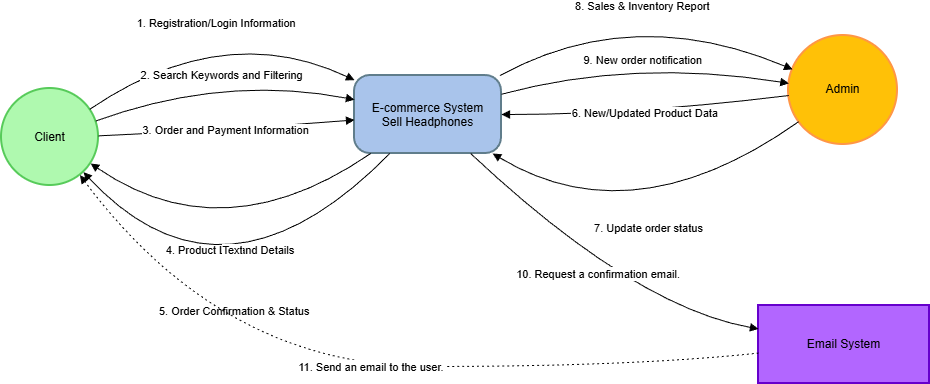 8. Sales & Inventory Report
1. Registration/Login Information
9. New order notification
2. Search Keywords and Filtering
Admin
E-commerce System
Sell Headphones
6. New/Updated Product Data
3. Order and Payment Information
Client
7. Update order status
4. Product
Text
nd Details
10. Request a confirmation email.
5. Order Confirmation & Status
Email System
11. Send an email to the user.